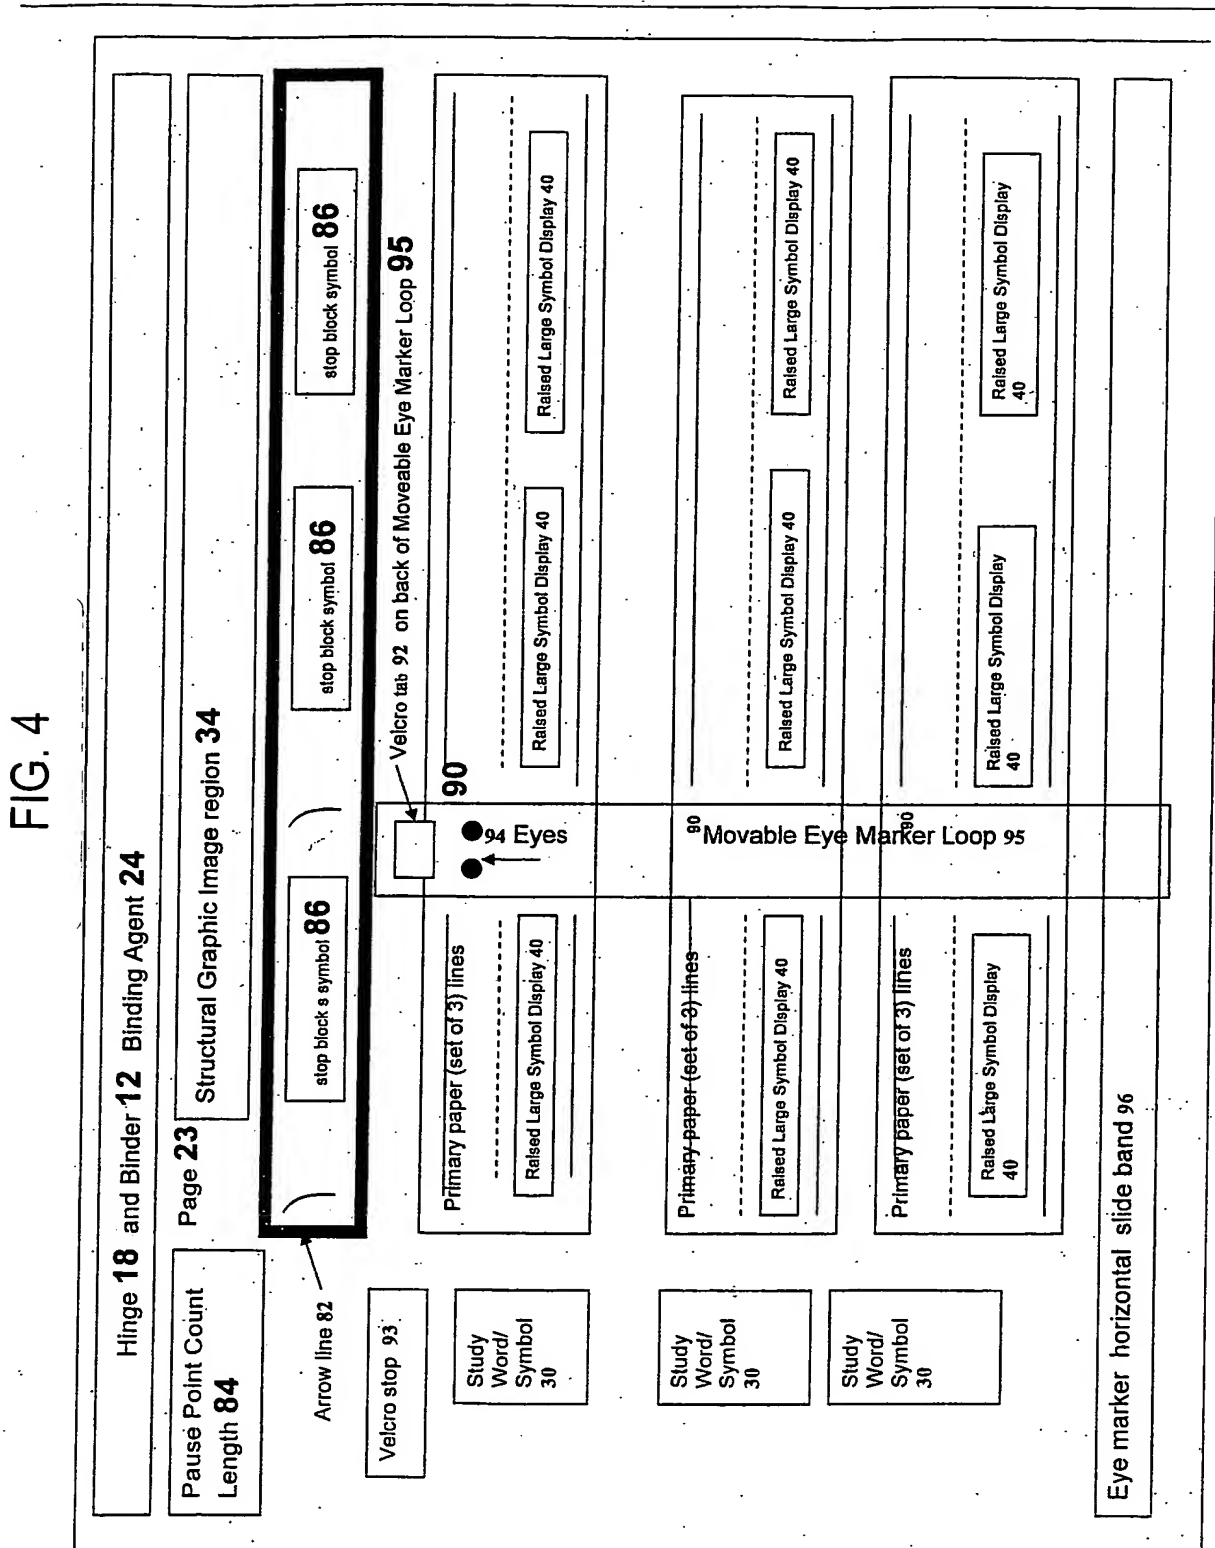 FIG. 4
Hinge 18 and Binder 12 Binding Agent 24
Pause Point Count
Length 84
Page 23
Structural Graphic Image region 34
Arrow line 82
stop block s symbol 86
stop block symbol 86
stop block symbol 86
Velcro stop 93
Velcro tab 92 on back of Moveable Eye Marker Loop 95
90
94 Eyes
Study
Word/
Symbol
30
Primary paper (set of 3) lines
Raised Large Symbol Display 40
Raised Large Symbol Display 40
Raised Large Symbol Display 40
90
Movable Eye Marker Loop 95
Study
Word/
Symbol
30
Primary paper (set of 3) lines
Raised Large Symbol Display 40
Raised Large Symbol Display 40
Raised Large Symbol Display 40
90
Study
Word/
Symbol
30
Primary paper (set of 3) lines
Raised Large Symbol Display
40
Raised Large Symbol Display
40
Raised Large Symbol Display
40
Eye marker horizontal slide band 96